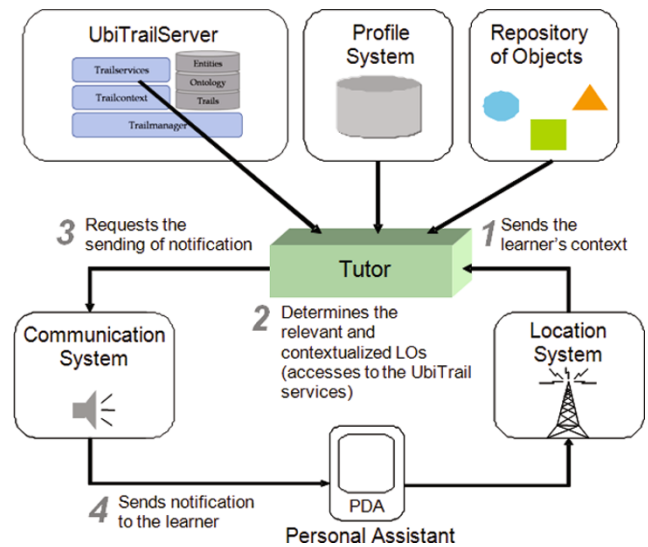 UbiTrailServer
Trailservices
Trailcontext
Trailmanager
Entities
Ontology
Trails
Profile
System
Repository
of Objects
3 Requests the
sending of notification
1 Sends the
learner's context
Tutor
2 Determines the
relevant and
contextualized LOs
(accesses to the UbiTrail
services)
Communication
System
Location
System
4 Sends notification
to the learner
PDA
Personal Assistant